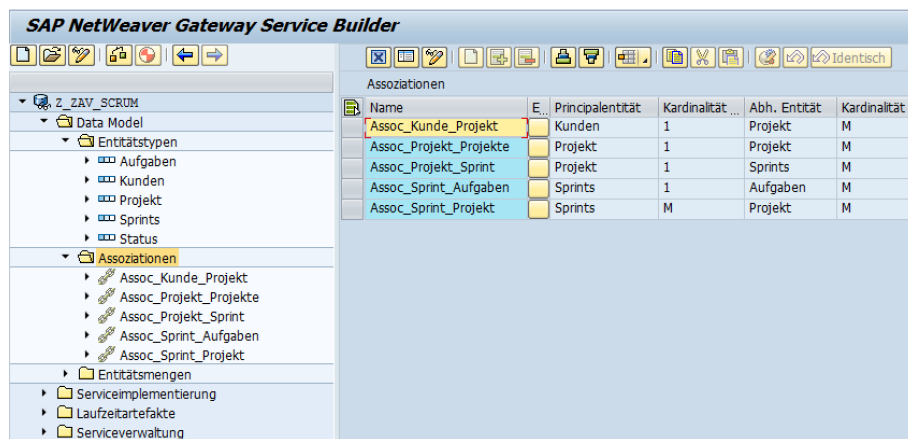 SAP NetWeaver Gateway Service Builder
Identisch
Assoziationen
Z_ZAV_SCRUM
Data Model
Entitätstypen
Aufgaben
Kunden
Projekt
Sprints
Status
Assoziationen
Assoc_Kunde_Projekt
Assoc_Projekt_Projekte
Assoc_Projekt_Sprint
Assoc_Sprint_Aufgaben
Assoc_Sprint_Projekt
Entitätsmengen
Serviceimplementierung
Laufzeitartefakte
Serviceverwaltung
Name E.. Principalentität Kardinalität ... Abh. Entität Kardinalität
Assoc_Kunde_Projekt Kunden 1 Projekt M
Assoc_Projekt_Projekte Projekt 1 Projekt M
Assoc_Projekt_Sprint Projekt 1 Sprints M
Assoc_Sprint_Aufgaben Sprints 1 Aufgaben M
Assoc_Sprint_Projekt Sprints M Projekt M